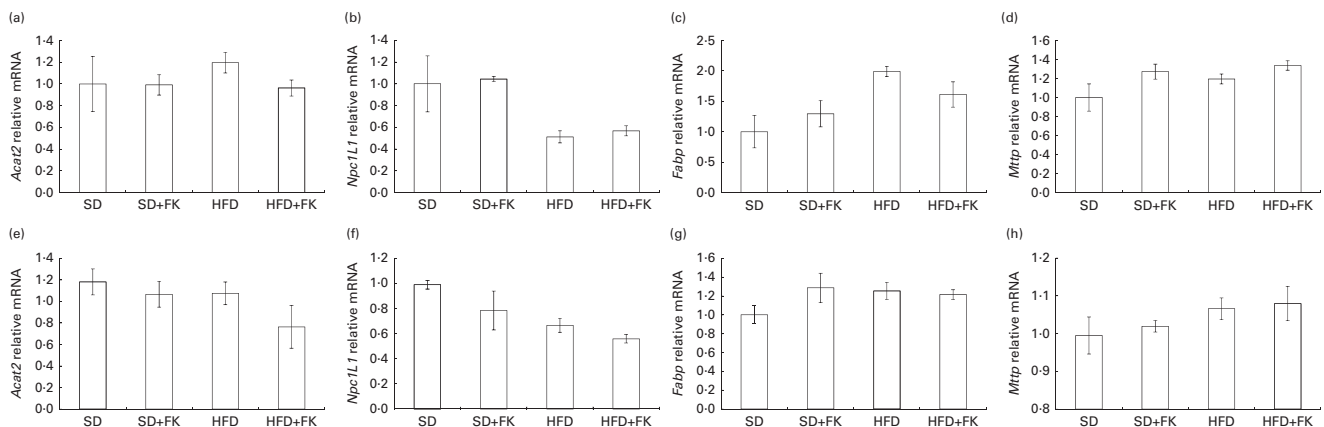 (a)
Acat2 relative mRNA
1·4
1·2
1·0
0·8
0·6
0·4
0·2
0·0
SD SD+FK HFD HFD+FK
(b)
Npc1L1 relative mRNA
1·4
1·2
1·0
0·8
0·6
0·4
0·2
0·0
SD SD+FK HFD HFD+FK
(c)
Fabp relative mRNA
2·5
2·0
1·5
1·0
0·5
0·0
SD SD+FK HFD HFD+FK
(d)
Mttp relative mRNA
1·6
1·4
1·2
1·0
0·8
0·6
0·4
0·2
0·0
SD SD+FK HFD HFD+FK
(e)
Acat2 relative mRNA
1·4
1·2
1·0
0·8
0·6
0·4
0·2
0·0
SD SD+FK HFD HFD+FK
(f)
Npc1L1 relative mRNA
1·2
1·0
0·8
0·6
0·4
0·2
0·0
SD SD+FK HFD HFD+FK
(g)
Fabp relative mRNA
1·6
1·4
1·2
1·0
0·8
0·6
0·4
0·2
0·0
SD SD+FK HFD HFD+FK
(h)
Mttp relative mRNA
1·2
1·1
1·0
0·9
0·8
SD SD+FK HFD HFD+FK